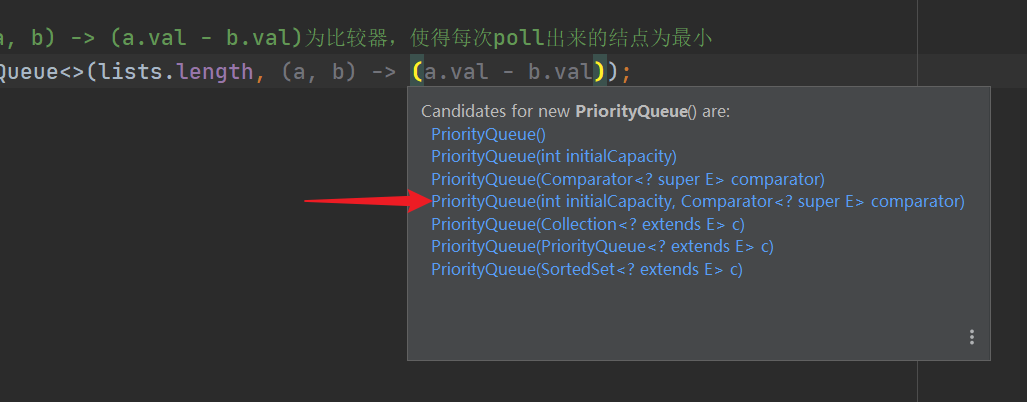 a, b) -> (a.val - b.val)为比较器，使得每次poll出来的结点为最小
Queue<>(lists.length, (a, b) -> (a.val - b.val));
Candidates for new PriorityQueue() are:
PriorityQueue()
PriorityQueue(int initialCapacity)
PriorityQueue(Comparator<? super E> comparator)
PriorityQueue(int initialCapacity, Comparator<? super E> comparator)
PriorityQueue(Collection<? extends E> c)
PriorityQueue(PriorityQueue<? extends E> c)
PriorityQueue(SortedSet<? extends E> c)